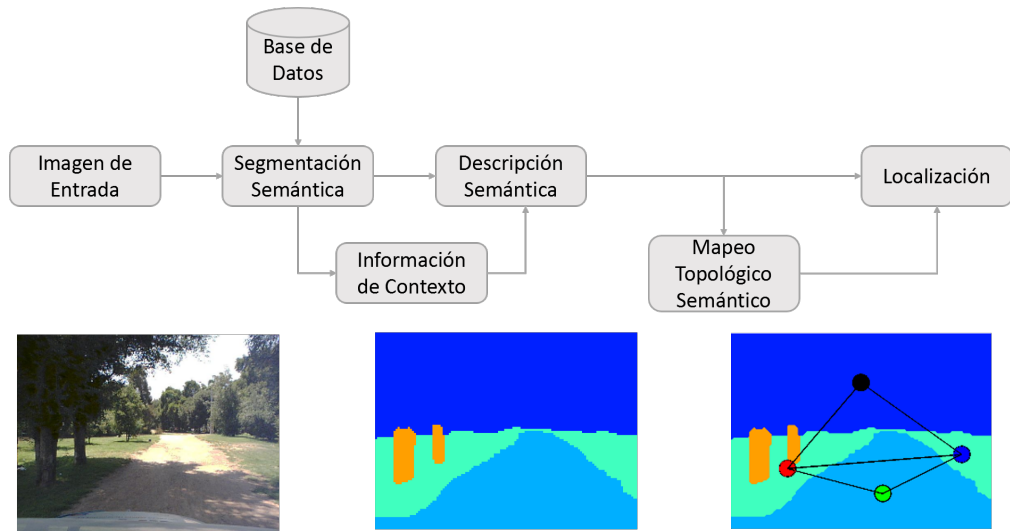 Base de
Datos
Imagen de
Entrada
Segmentación
Semántica
Descripción
Semántica
Localización
Información
de Contexto
Mapeo
Topológico
Semántico